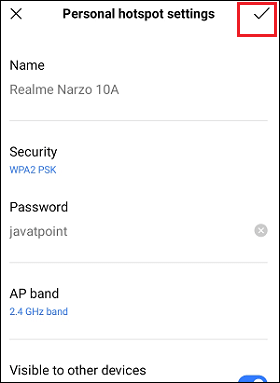 Personal hotspot settings
Name
Realme Narzo 10A
Security
WPA2 PSK
Password
javatpoint
AP band
2.4 GHz band
Visible to other devices